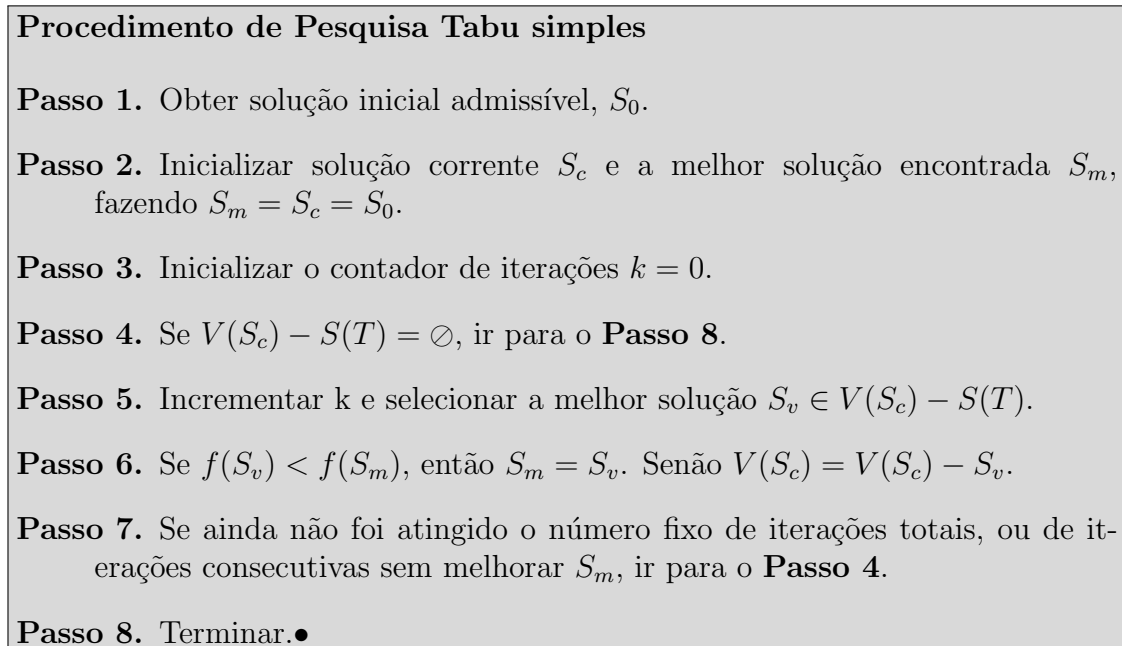 Procedimento de Pesquisa Tabu simples
Passo 1. Obter solução inicial admissível, $S_0$.
Passo 2. Inicializar solução corrente $S_c$ e a melhor solução encontrada $S_m$,
fazendo $S_m = S_c = S_0$.
Passo 3. Inicializar o contador de iterações $k = 0$.
Passo 4. Se $V(S_c) - S(T) = \oslash$, ir para o Passo 8.
Passo 5. Incrementar k e selecionar a melhor solução $S_v \in V(S_c) - S(T)$.
Passo 6. Se $f(S_v) < f(S_m)$, então $S_m = S_v$. Senão $V(S_c) = V(S_c) - S_v$.
Passo 7. Se ainda não foi atingido o número fixo de iterações totais, ou de it-
erações consecutivas sem melhorar $S_m$, ir para o Passo 4.
Passo 8. Terminar.●